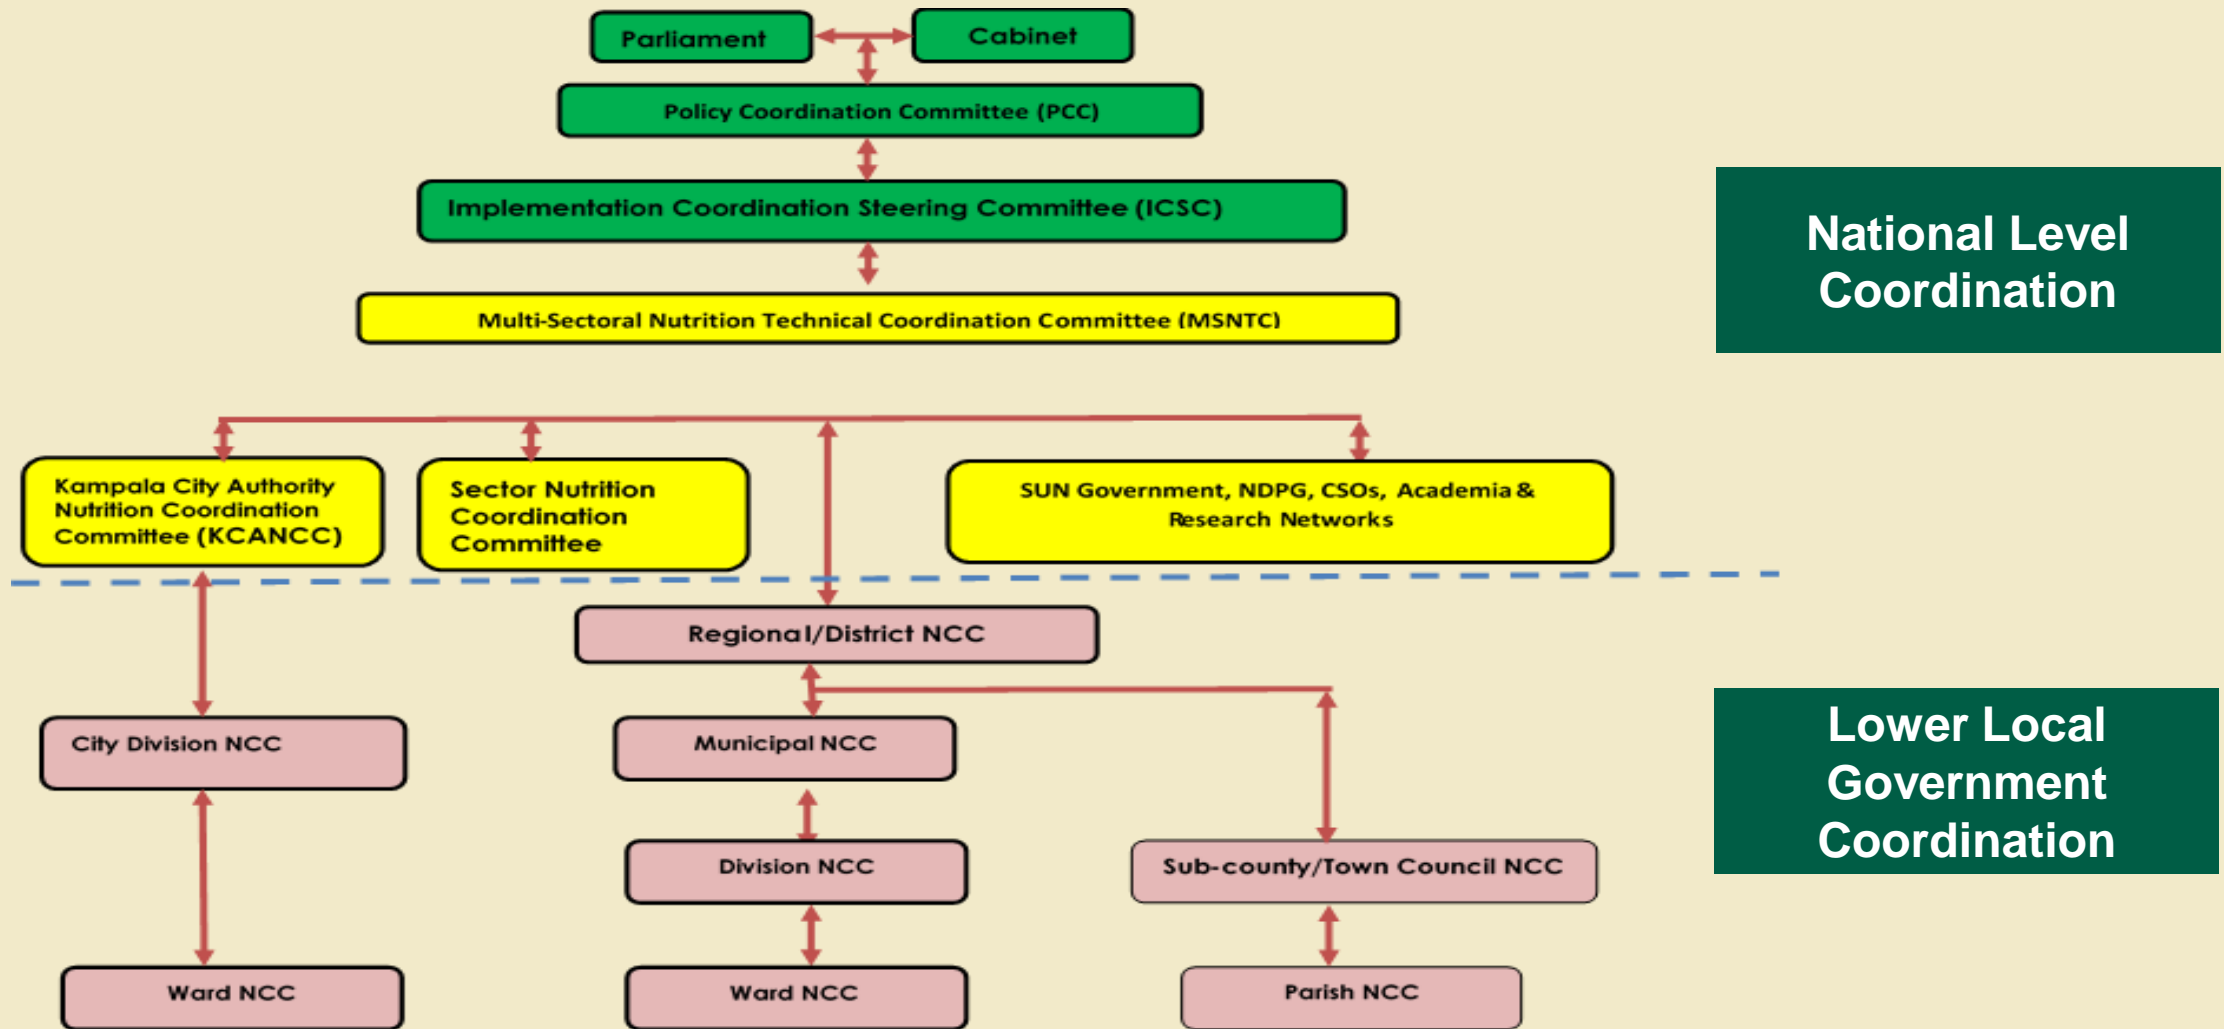 Parliament
Cabinet
Policy Coordination Committee (PCC)
Implementation Coordination Steering Committee (ICSC)
National Level
Coordination
Multi-Sectoral Nutrition Technical Coordination Committee (MSNTC)
Kampala City Authority
Nutrition Coordination
Committee (KCANCC)
Sector Nutrition
Coordination
Committee
SUN Government, NDPG, CSOs, Academia &
Research Networks
Regional/District NCC
City Division NCC
Municipal NCC
Lower Local
Government
Coordination
Division NCC
Sub-county/Town Council NCC
Ward NCC
Ward NCC
Parish NCC